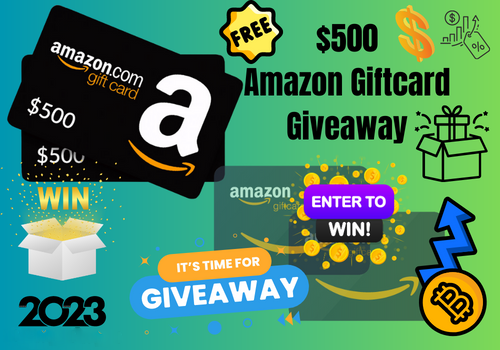 FREE
$500
Amazon Giftcard
Giveaway
amazon.com
gift card
$500
$500
a
%
WIN
amazon
giftca
ENTER TO
WIN!
IT'S TIME FOR
GIVEAWAY
2023